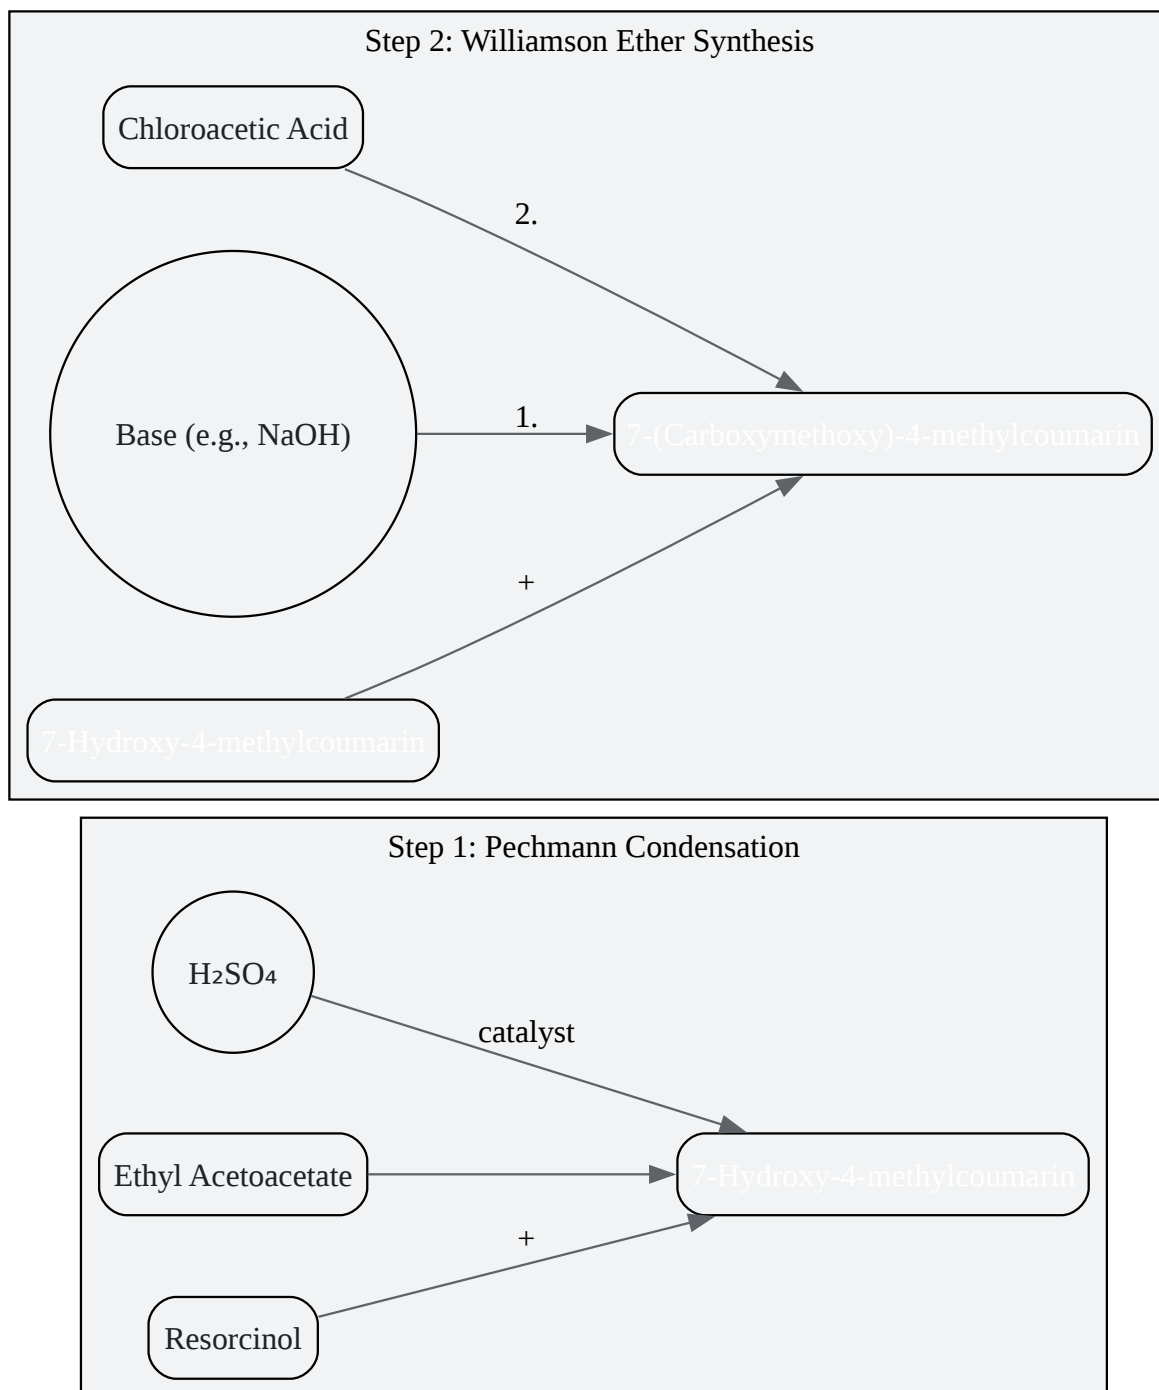 Step 2: Williamson Ether Synthesis
Chloroacetic Acid
2.
Base (e.g., NaOH)
1.
7-(Carboxymethoxy)-4-methylcoumarin
+
7-Hydroxy-4-methylcoumarin
Step 1: Pechmann Condensation
H₂SO₄
catalyst
Ethyl Acetoacetate
7-Hydroxy-4-methylcoumarin
+
Resorcinol